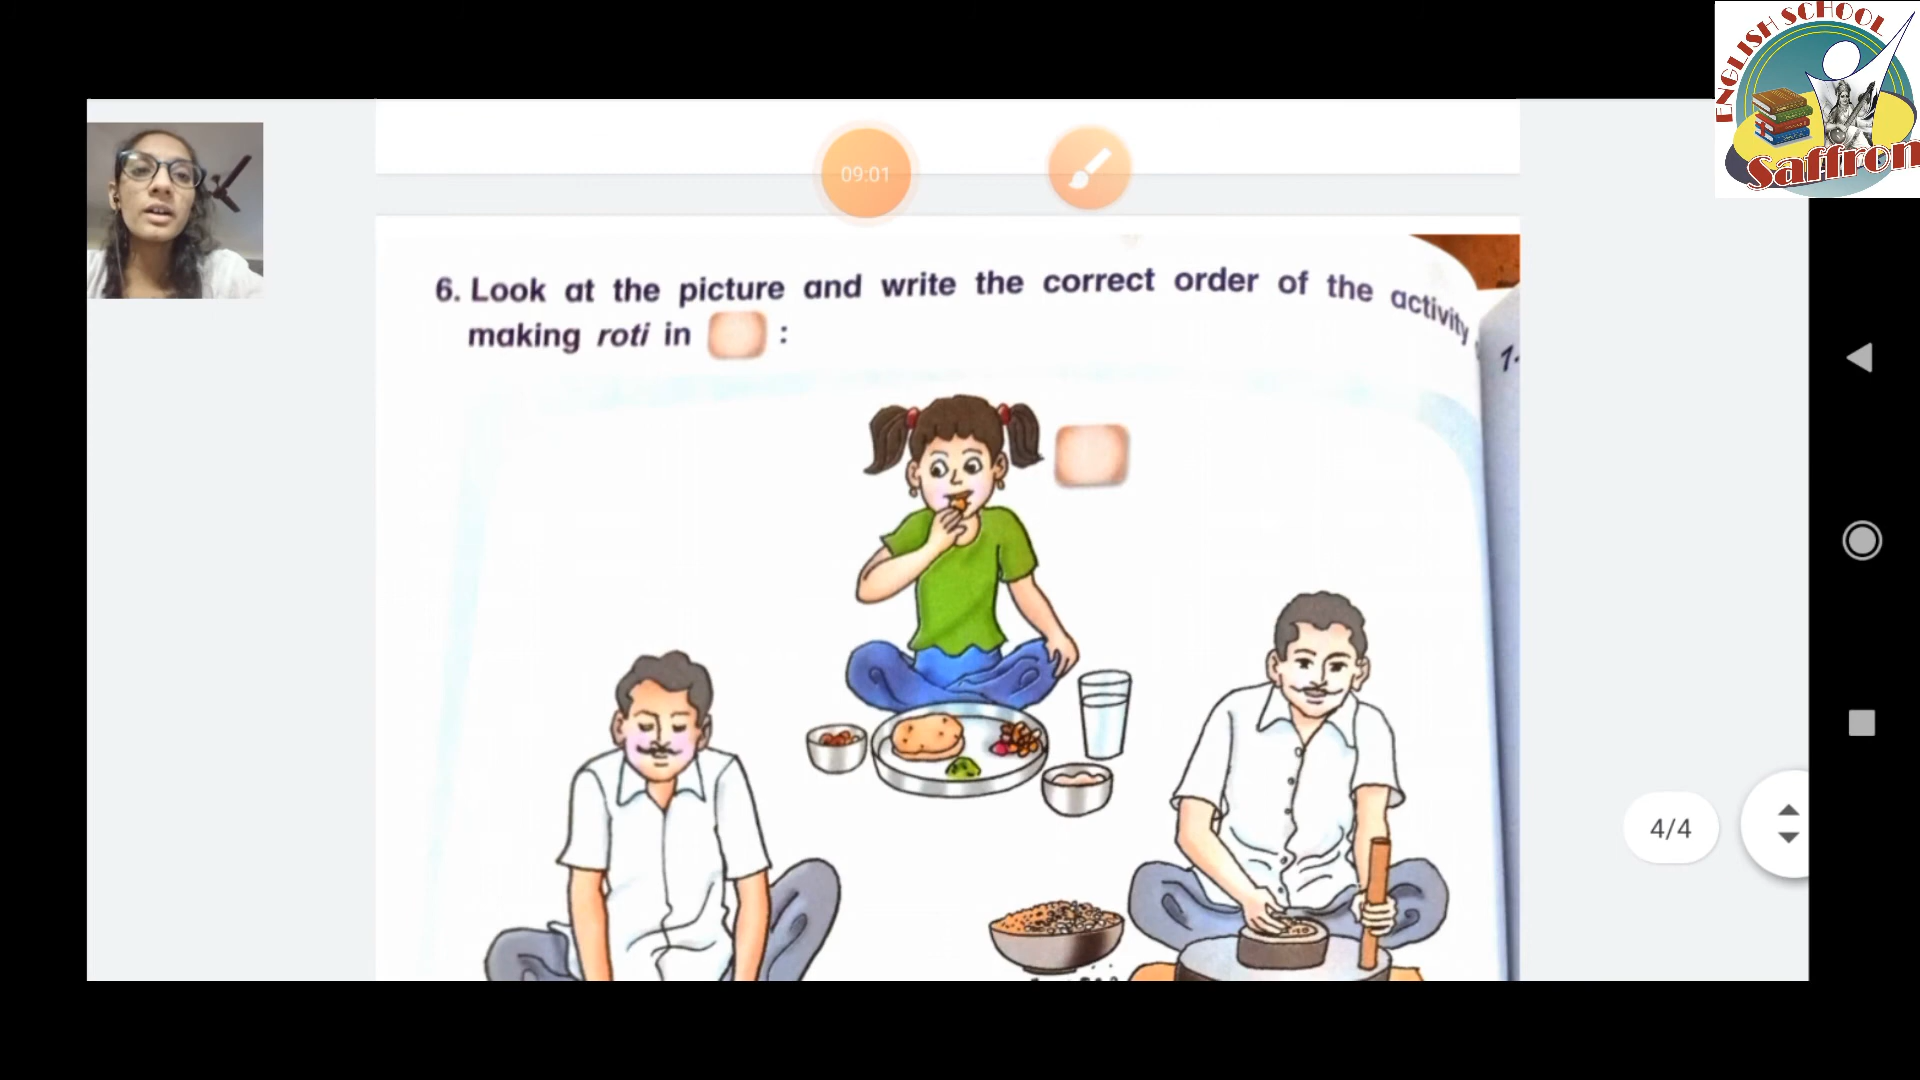 ENGLISH SCHOOL
Saffron
09:01
6. Look at the picture and write the correct order of the activity
making roti in :
1.
4/4